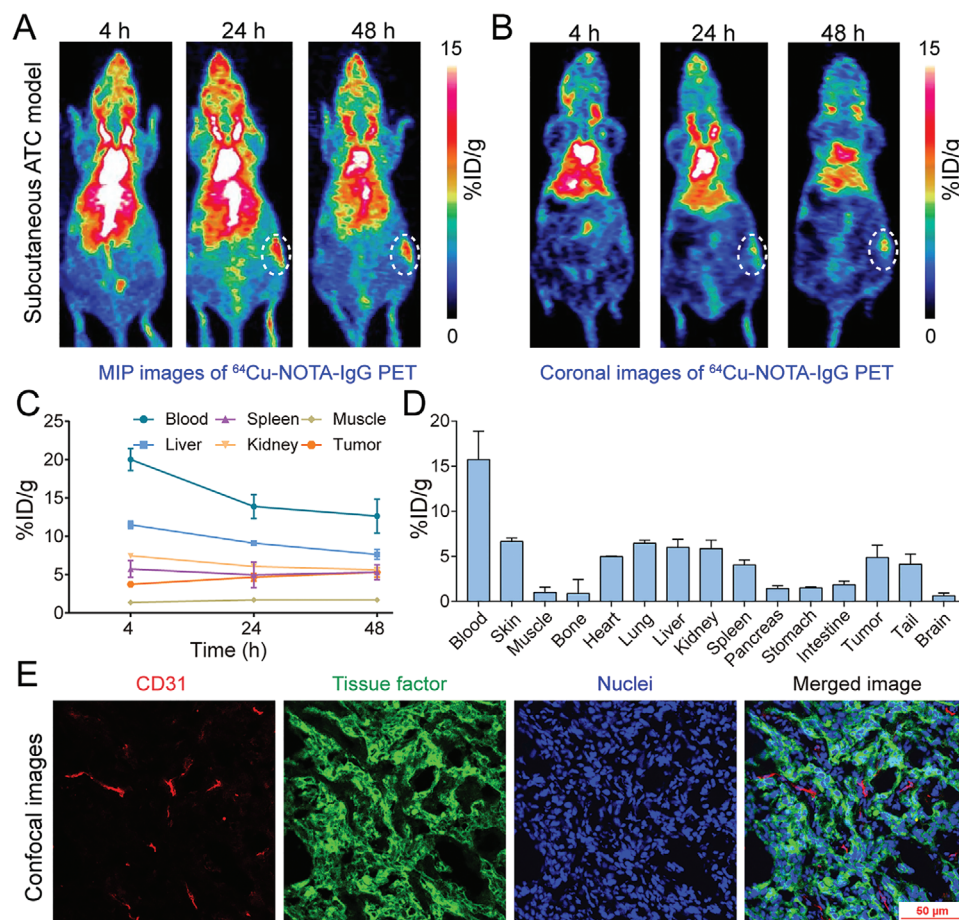 A
B
4 h
24 h
48 h
4 h
24 h
48 h
Subcutaneous ATC model
15
%ID/g
0
15
%ID/g
0
MIP images of ⁶⁴Cu-NOTA-IgG PET
Coronal images of ⁶⁴Cu-NOTA-IgG PET
C
25
20
15
10
5
0
%ID/g
Blood
Spleen
Muscle
Liver
Kidney
Tumor
4
24
48
Time (h)
D
20
15
10
5
0
%ID/g
Blood
Skin
Muscle
Bone
Heart
Lung
Liver
Kidney
Spleen
Pancreas
Stomach
Intestine
Tumor
Tail
Brain
E
CD31
Tissue factor
Nuclei
Merged image
Confocal images
50 µm